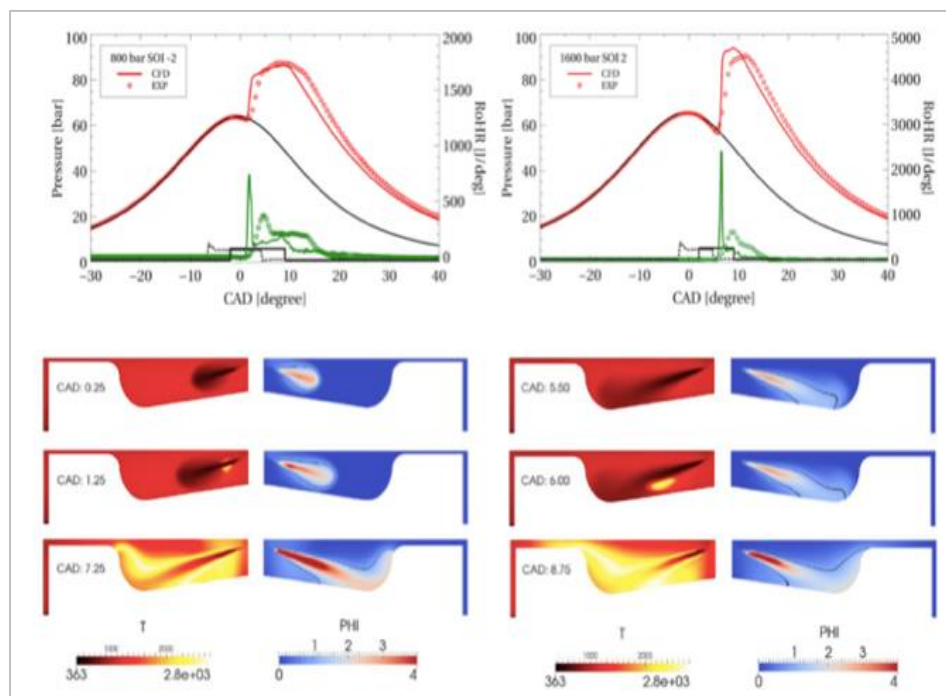 800 bar SOI -2
CFD
EXP
Pressure [bar]
100
80
60
40
20
0
2000
1500
1000
500
0
RoHR [J/deg]
−30 −20 −10 0 10 20 30 40
CAD [degree]
1600 bar SOI 2
CFD
EXP
Pressure [bar]
100
80
60
40
20
0
5000
4000
3000
2000
1000
0
RoHR [J/deg]
−30 −20 −10 0 10 20 30 40
CAD [degree]
CAD: 0.25
CAD: 5.50
CAD: 1.25
CAD: 6.00
CAD: 7.25
CAD: 8.75
T
1000 2000
363 2.8e+03
PHI
1 2 3
0 4
T
1000 2000
363 2.8e+03
PHI
1 2 3
0 4